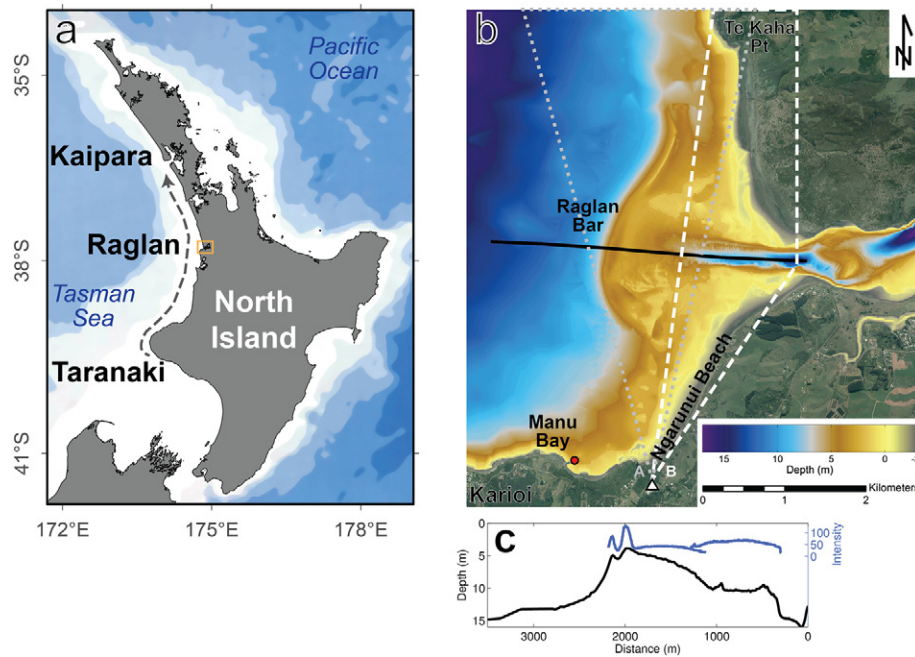 a
Pacific
Ocean
35°S
Kaipara
Raglan
38°S
Tasman
Sea
North
Island
Taranaki
41°S
172°E
175°E
178°E
b
Te Kaha
Pt
N
Raglan
Bar
Ngarunui Beach
Manu
Bay
A
B
Karioi
15
10
5
0
Depth (m)
Kilometers
0
1
2
c
0
5
10
15
Depth (m)
100
50
0
Intensity
3000
2000
1000
0
Distance (m)